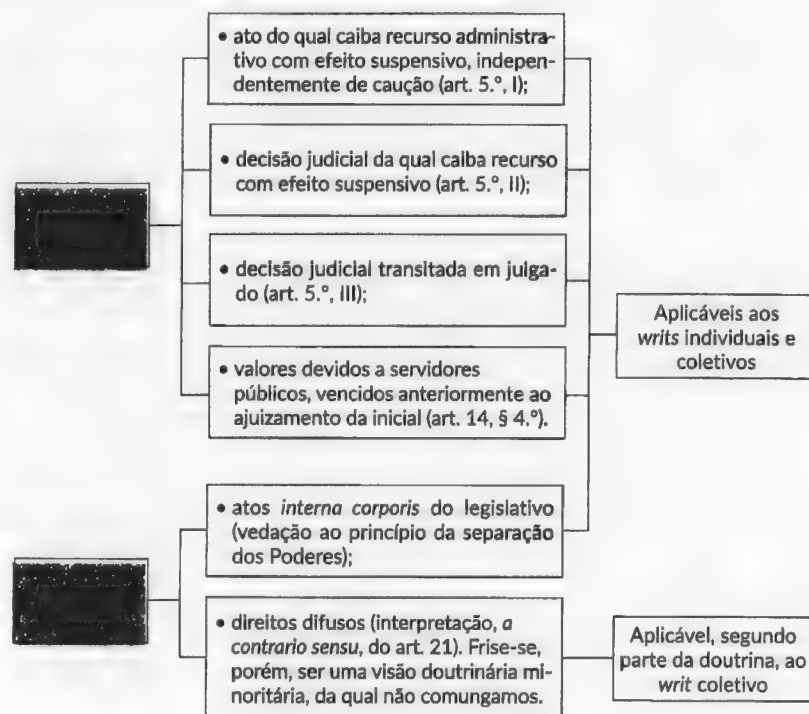 • ato do qual caiba recurso administra-
tivo com efeito suspensivo, indepen-
dentemente de caução (art. 5.º, I);
• decisão judicial da qual caiba recurso
com efeito suspensivo (art. 5.º, II);
• decisão judicial transitada em julga-
do (art. 5.º, III);
• valores devidos a servidores
públicos, vencidos anteriormente ao
ajuizamento da inicial (art. 14, § 4.º).
Aplicáveis aos
writs individuais e
coletivos
• atos interna corporis do legislativo
(vedação ao princípio da separação
dos Poderes);
• direitos difusos (interpretação, a
contrario sensu, do art. 21). Frise-se,
porém, ser uma visão doutrinária mi-
noritária, da qual não comungamos.
Aplicável, segundo
parte da doutrina, ao
writ coletivo